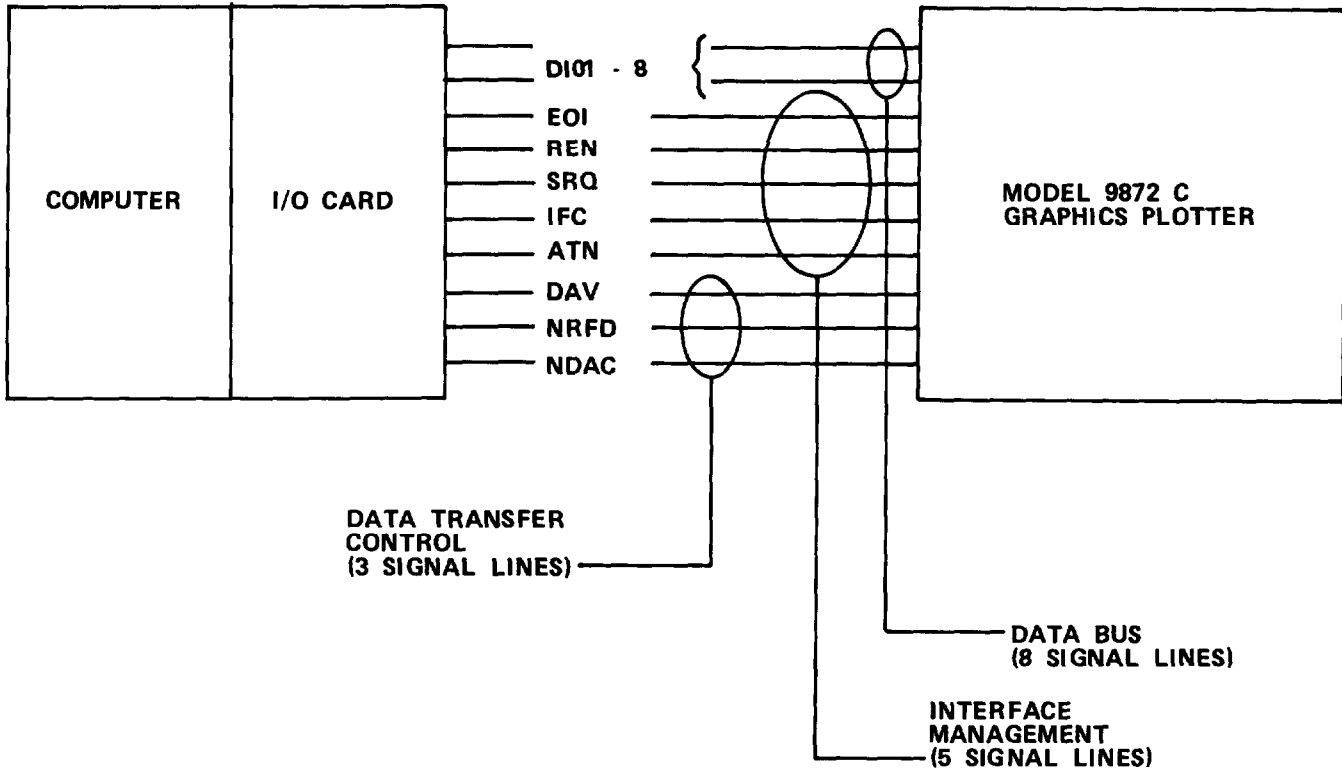 COMPUTER
I/O CARD
DI01 - 8
EOI
REN
SRQ
IFC
ATN
DAV
NRFD
NDAC
MODEL 9872 C
GRAPHICS PLOTTER
DATA TRANSFER
CONTROL
(3 SIGNAL LINES)
DATA BUS
(8 SIGNAL LINES)
INTERFACE
MANAGEMENT
(5 SIGNAL LINES)